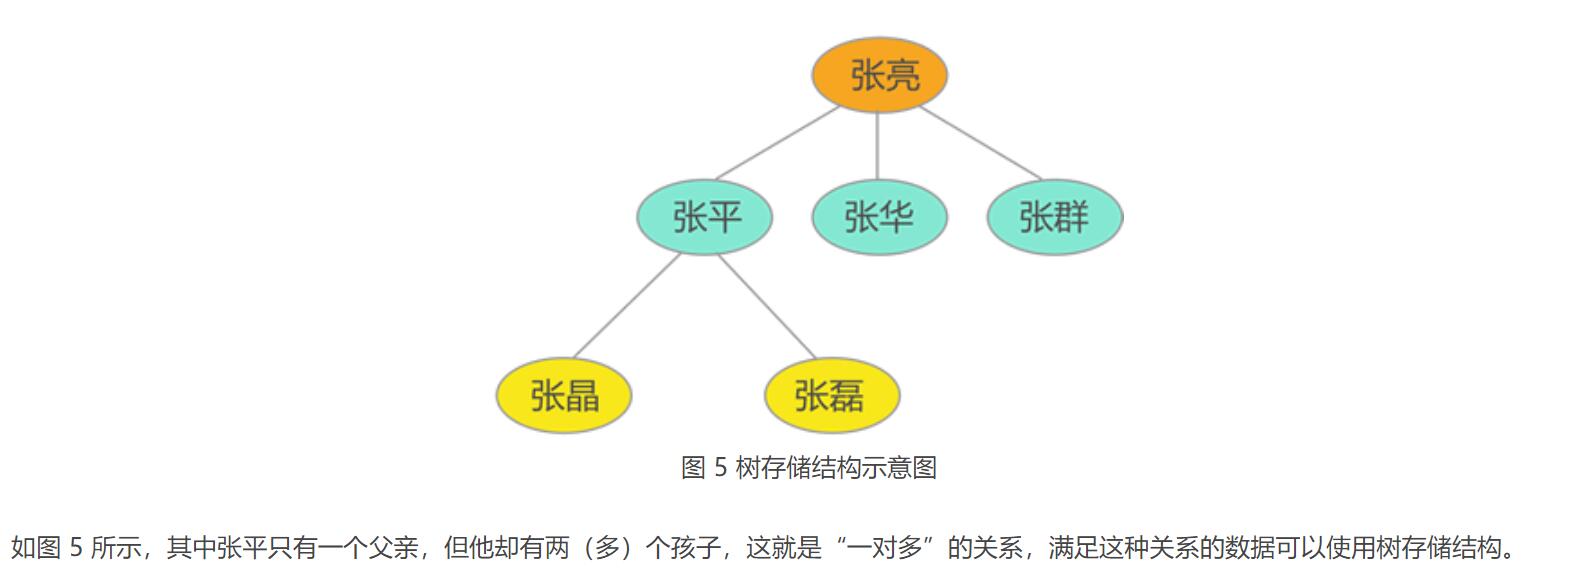 张亮
张平 张华 张群
张晶 张磊
图 5 树存储结构示意图
如图 5 所示，其中张平只有一个父亲，但他却有两（多）个孩子，这就是“一对多”的关系，满足这种关系的数据可以使用树存储结构。